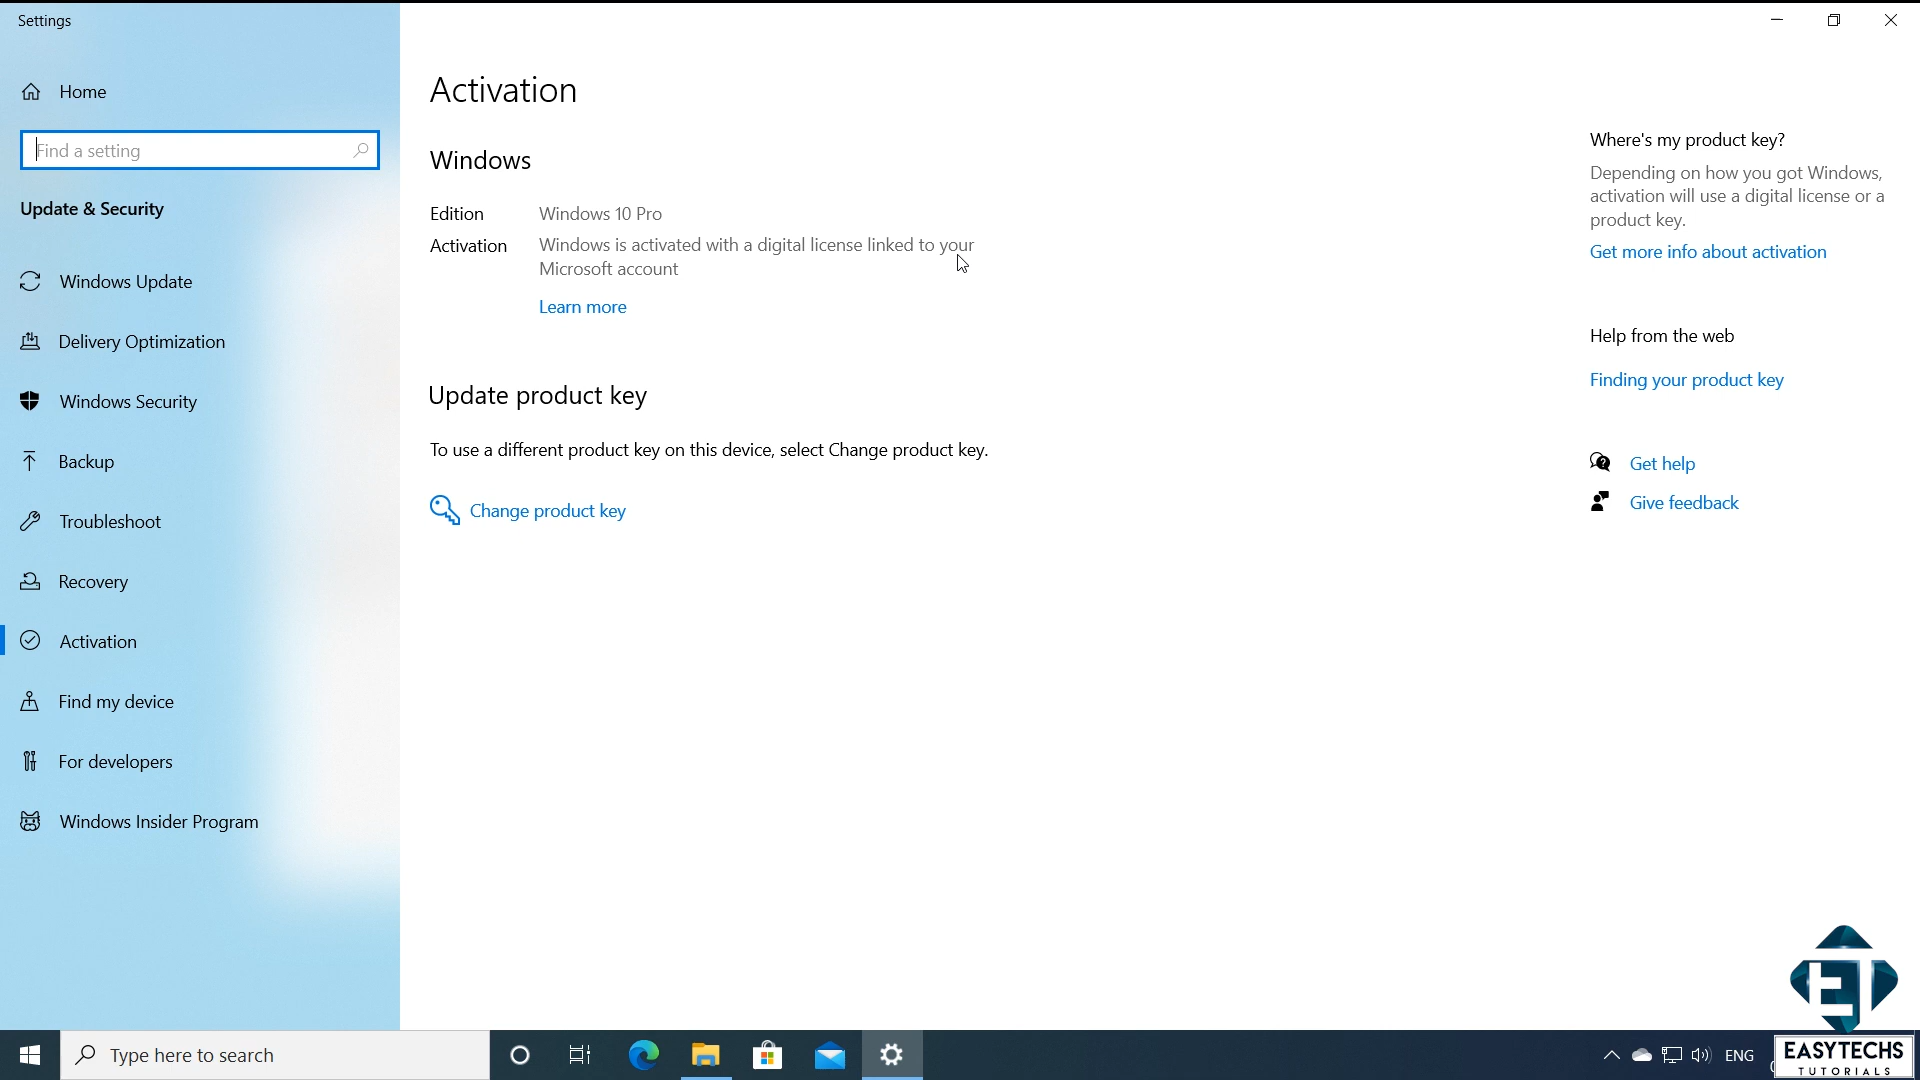 Settings
Home
Find a setting
Update & Security
Windows Update
Delivery Optimization
Windows Security
Backup
Troubleshoot
Recovery
Activation
Find my device
For developers
Windows Insider Program
Activation
Windows
Edition Windows 10 Pro
Activation Windows is activated with a digital license linked to your
Microsoft account
Learn more
Update product key
To use a different product key on this device, select Change product key.
Change product key
Where's my product key?
Depending on how you got Windows,
activation will use a digital license or a
product key.
Get more info about activation
Help from the web
Finding your product key
Get help
Give feedback
Type here to search
ENG
ET
EASYTECHS
TUTORIALS